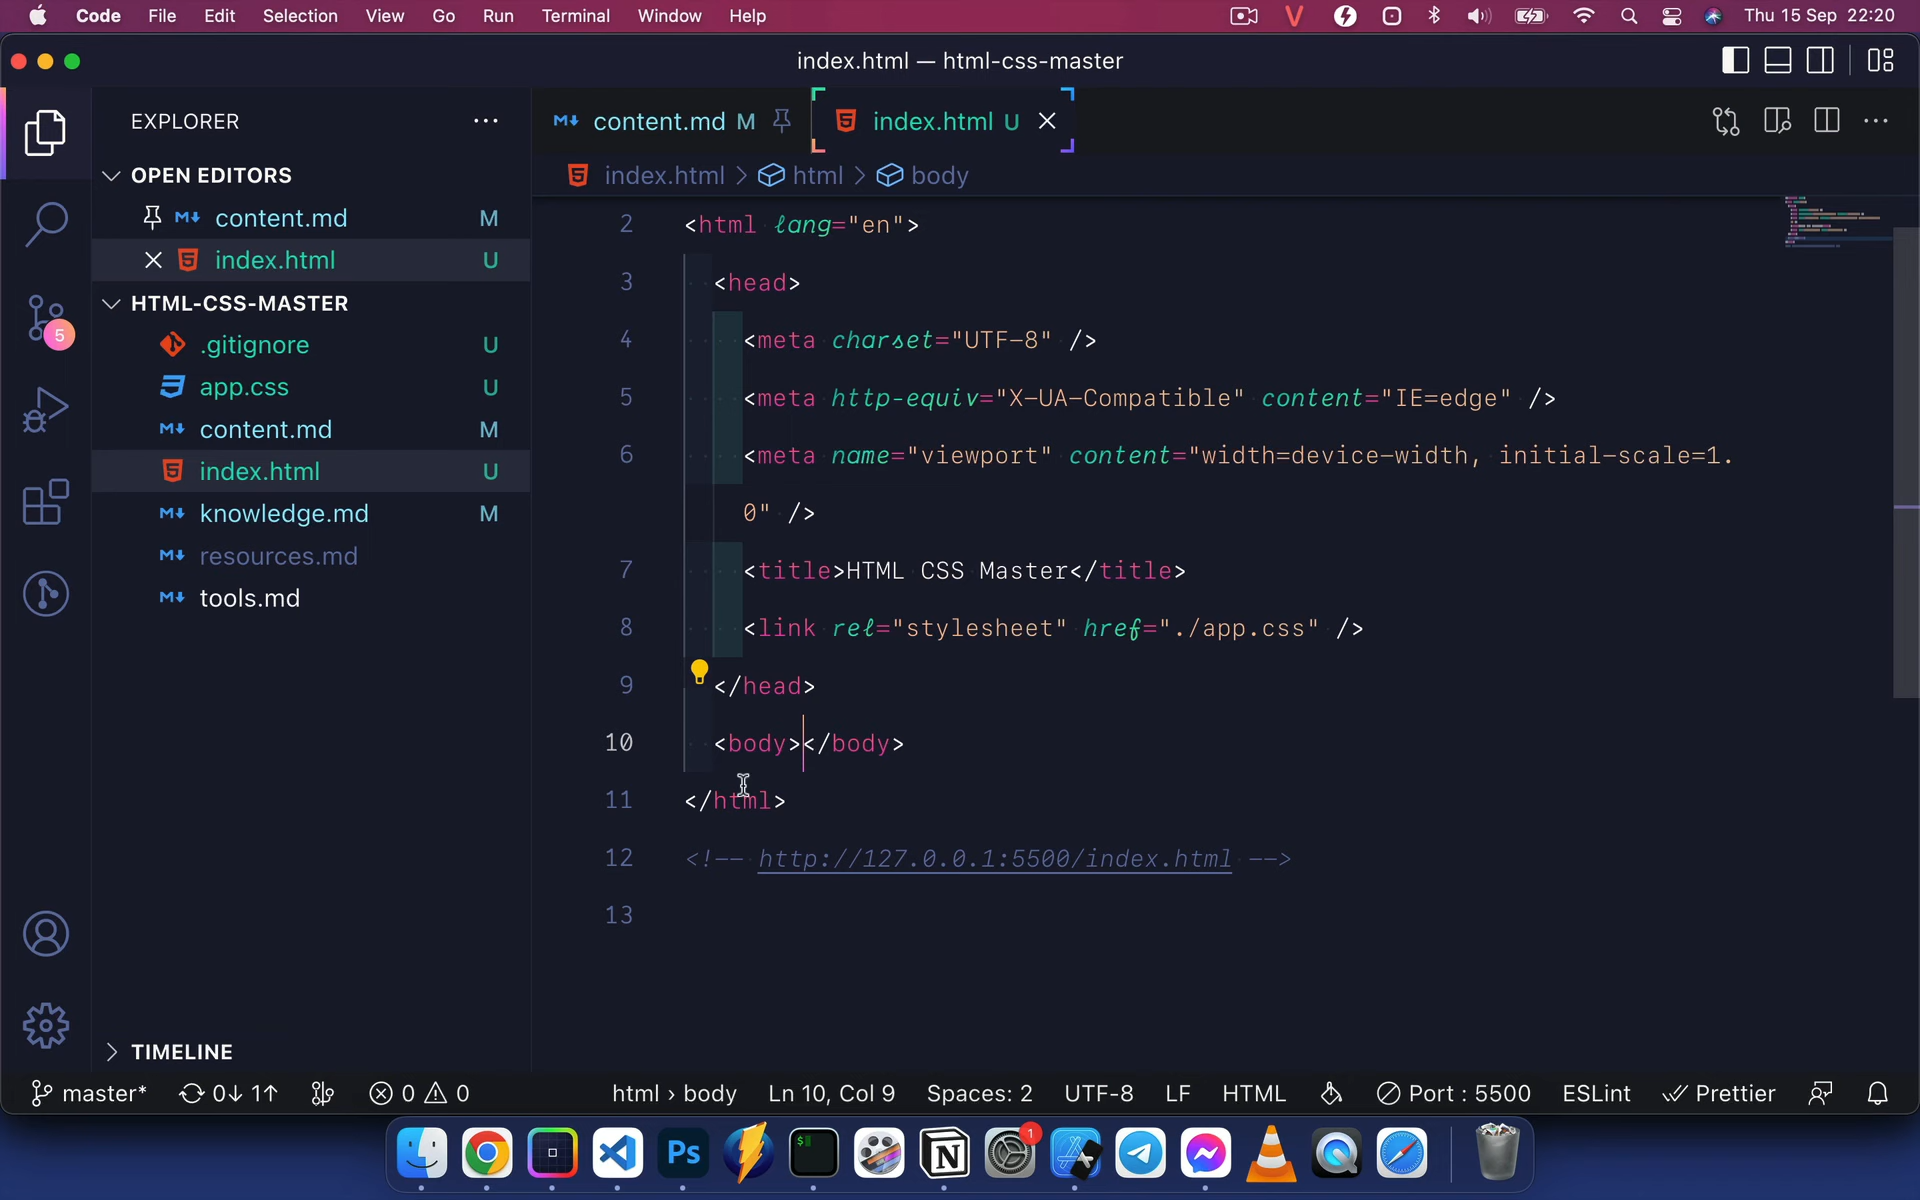 Code File Edit Selection View Go Run Terminal Window Help Thu 15 Sep 22:20
index.html — html-css-master
EXPLORER
OPEN EDITORS
content.md M
index.html U
HTML-CSS-MASTER
.gitignore U
app.css U
content.md M
index.html U
knowledge.md M
resources.md
tools.md
TIMELINE
5
content.md M index.html U
index.html > html > body
2 <html lang="en">
3 <head>
4 <meta charset="UTF-8" />
5 <meta http-equiv="X-UA-Compatible" content="IE=edge" />
6 <meta name="viewport" content="width=device-width, initial-scale=1.
0" />
7 <title>HTML CSS Master</title>
8 <link rel="stylesheet" href="./app.css" />
9 </head>
10 <body></body>
11 </html>
12 <!-- http://127.0.0.1:5500/index.html -->
13
master* 0↓ 1↑ 0 0 html › body Ln 10, Col 9 Spaces: 2 UTF-8 LF HTML Port : 5500 ESLint Prettier
Ps $ N 1